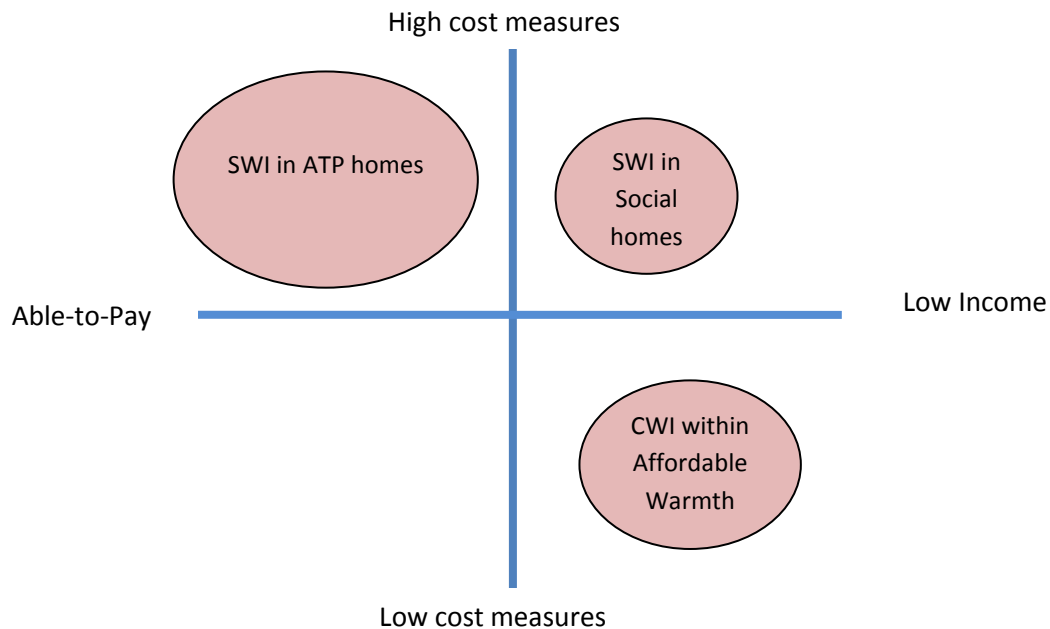 High cost measures
SWI in ATP homes
SWI in
Social
homes
Able-to-Pay
Low Income
CWI within
Affordable
Warmth
Low cost measures